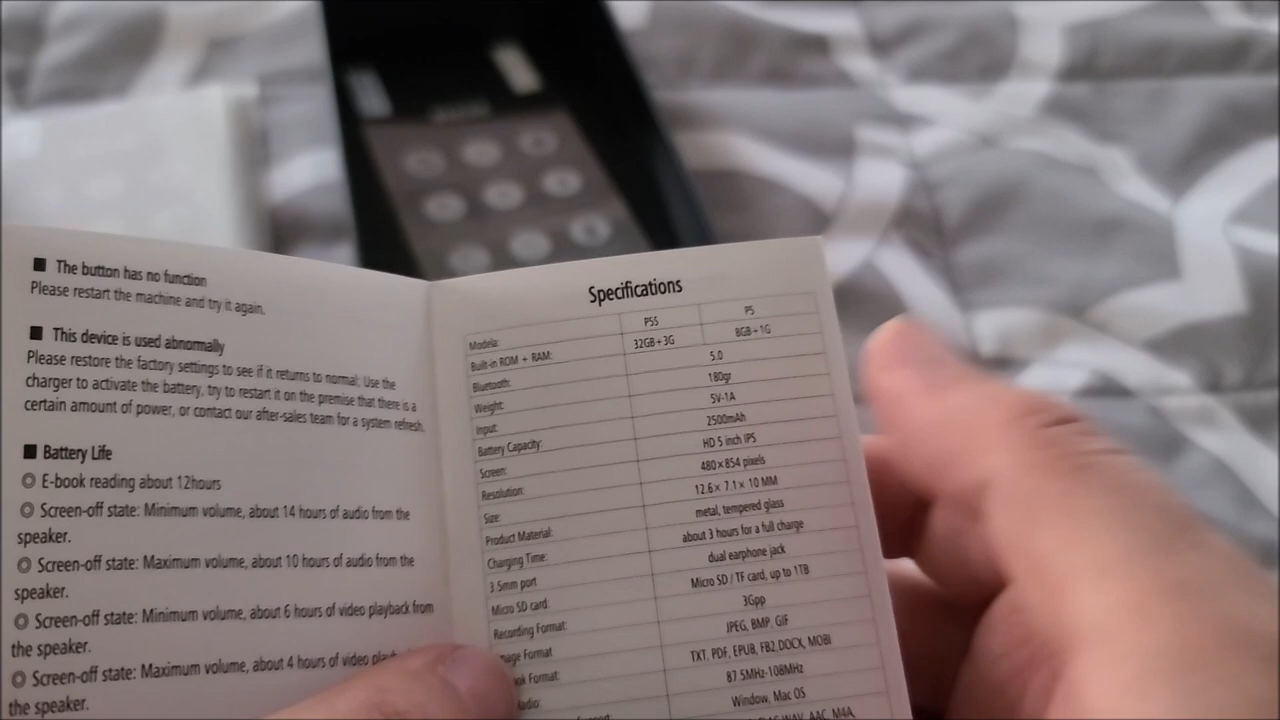 ■ The button has no function
Please restart the machine and try it again.
■ This device is used abnormally
Please restore the factory settings to see if it returns to normal; Use the
charger to activate the battery, try to restart it on the premise that there is a
certain amount of power, or contact our after-sales team for a system refresh.
■ Battery Life
◎ E-book reading about 12hours
◎ Screen-off state: Minimum volume, about 14 hours of audio from the
speaker.
◎ Screen-off state: Maximum volume, about 10 hours of audio from the
speaker.
◎ Screen-off state: Minimum volume, about 6 hours of video playback from
the speaker.
◎ Screen-off state: Maximum volume, about 4 hours of video
the speaker.
Specifications
Modela: P5S P5
Built-in ROM + RAM: 32GB+3G 8GB+1G
Bluetooth: 5.0
Weight: 180gr
Input: 5V-1A
Battery Capacity: 2500mAh
Screen: HD 5 inch IPS
Resolution: 480×854 pixels
Size: 12.6× 7.1× 10 MM
Product Material: metal, tempered glass
Charging Time: about 3 hours for a full charge
3.5mm port dual earphone jack
Micro SD card: Micro SD / TF card, up to 1TB
Recording Format: 3Gpp
Format JPEG, BMP, GIF
Format: TXT, PDF, EPUB, FB2,DOCX, MOBI
87.5MHz-108MHz
Window, Mac OS
WAV, AAC, M4A,